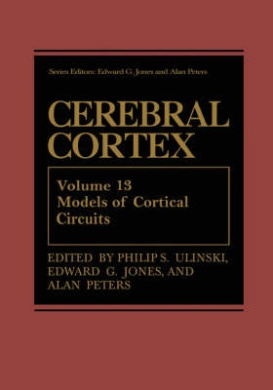 Series Editors: Edward G. Jones and Alan Peters
CEREBRAL
CORTEX
Volume 13
Models of Cortical
Circuits
EDITED BY PHILIP S. ULINSKI,
EDWARD G. JONES, AND
ALAN PETERS